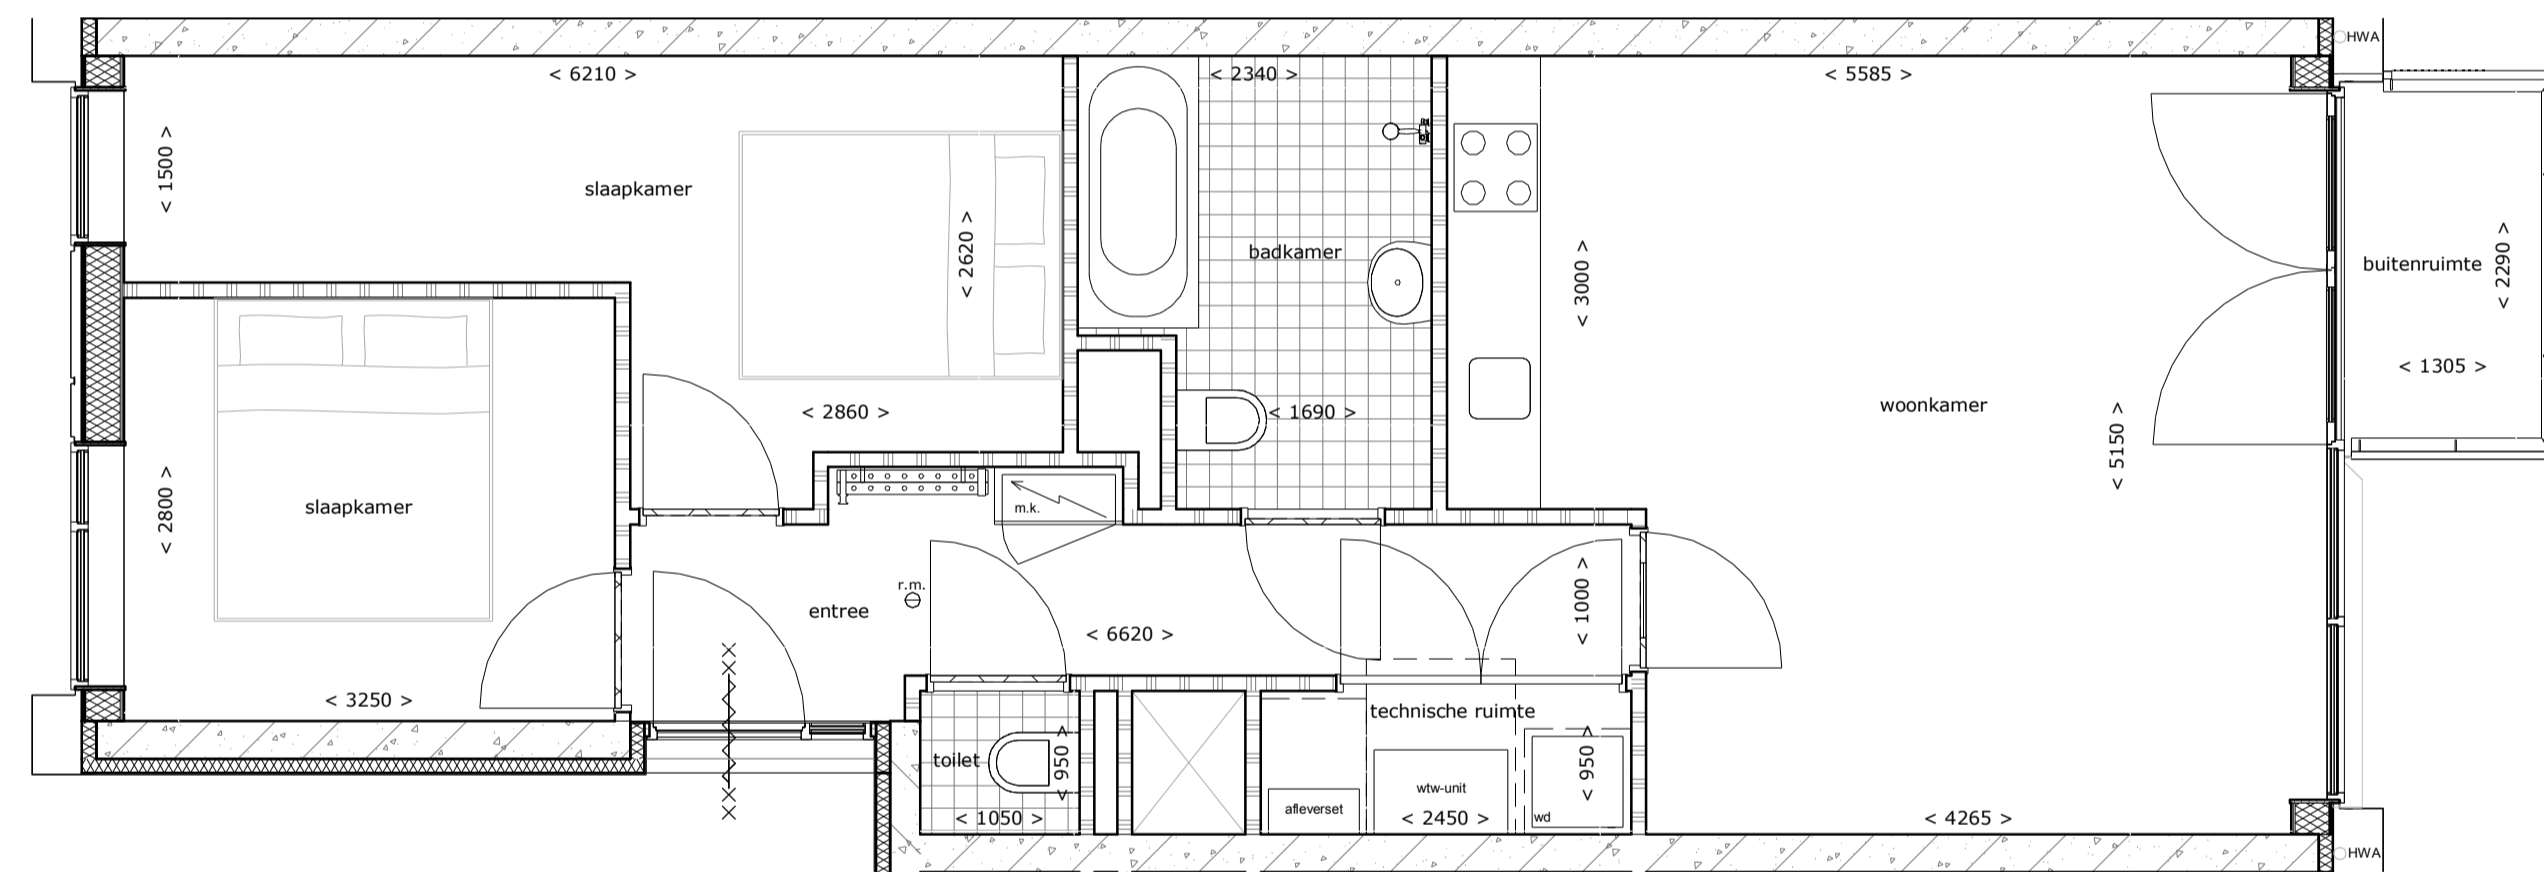 HWA
< 6210 >
< 2340 >
< 5585 >
< 1500 >
slaapkamer
< 2620 >
badkamer
< 3000 >
buitenruimte
< 2290 >
< 1305 >
< 2860 >
< 1690 >
woonkamer
< 5150 >
slaapkamer
< 2800 >
m.k.
r.m.
entree
< 6620 >
< 1000 >
< 3250 >
technische ruimte
toilet
< 950 >
< 950 >
wtw-unit
afleverset
< 1050 >
< 2450 >
wd
< 4265 >
HWA